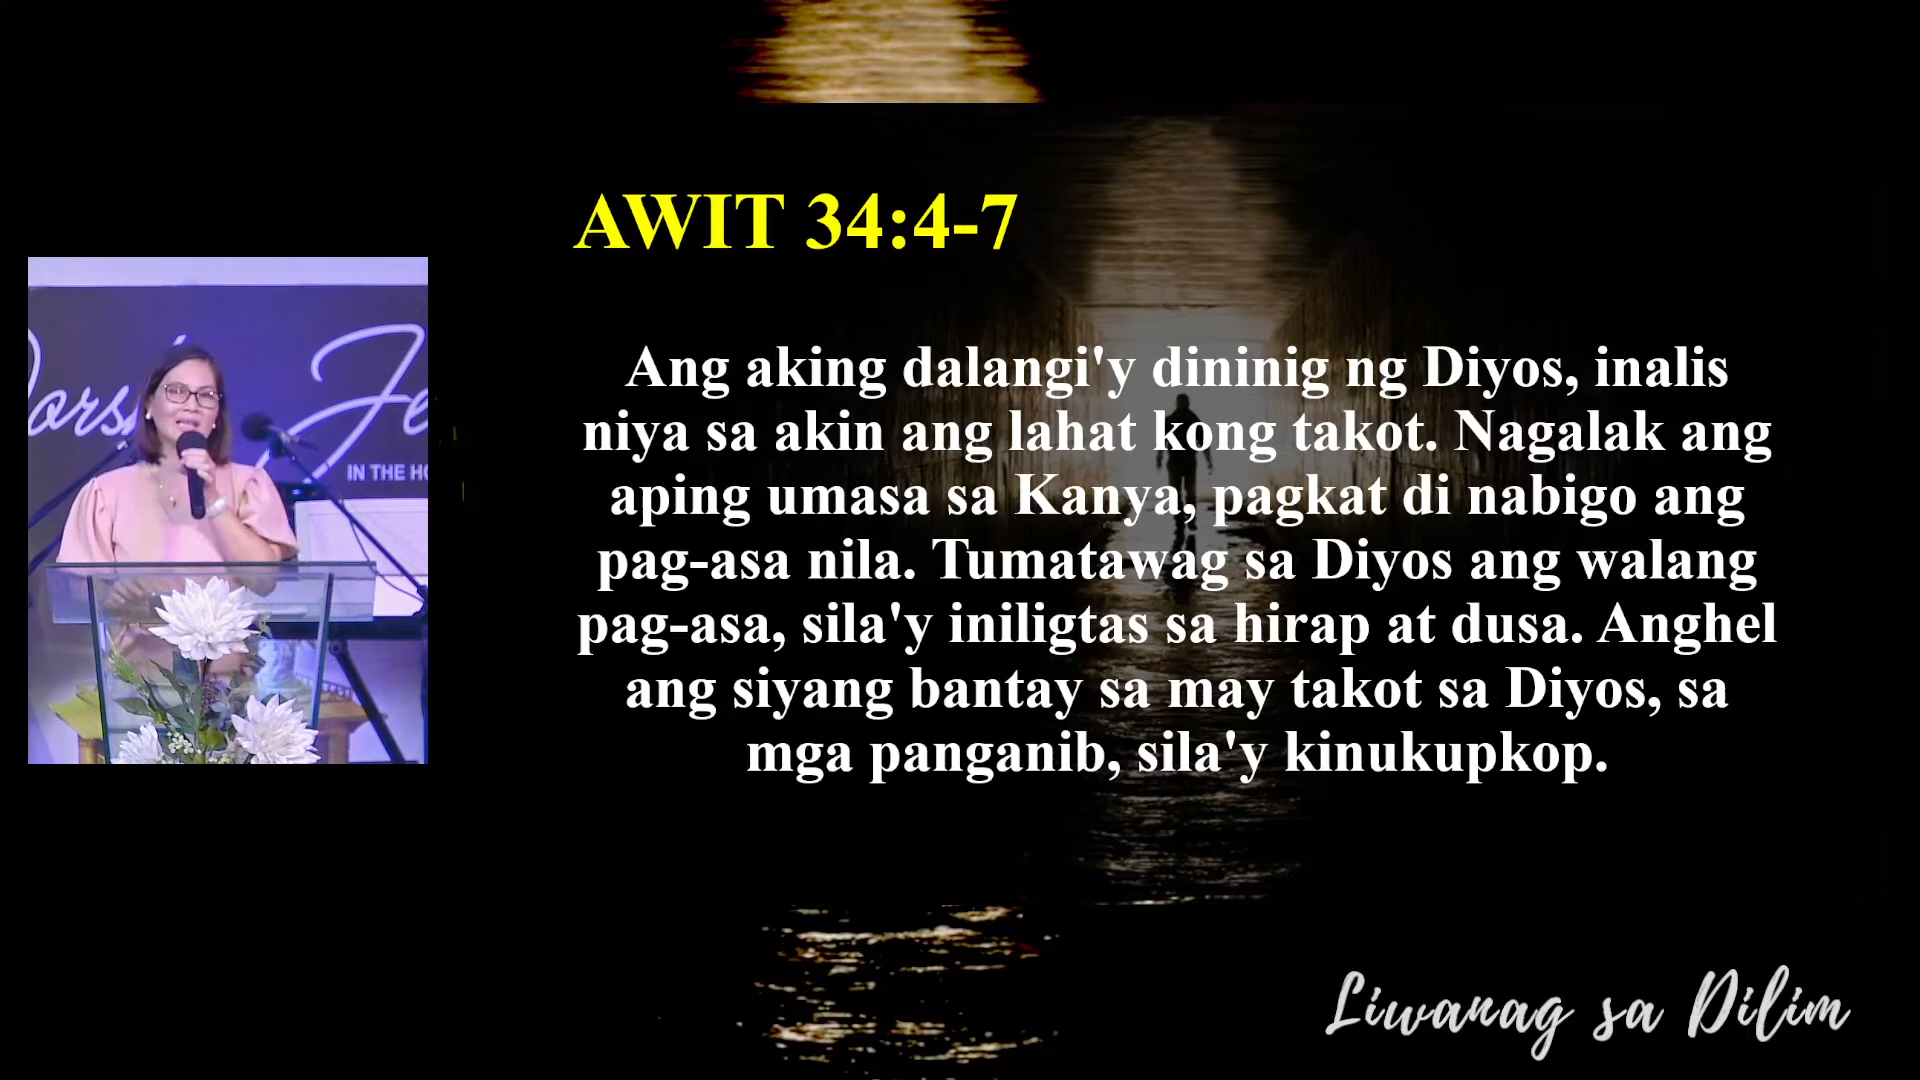 AWIT 34:4-7
Ang aking dalangi'y dininig ng Diyos, inalis
niya sa akin ang lahat kong takot. Nagalak ang
aping umasa sa Kanya, pagkat di nabigo ang
pag-asa nila. Tumatawag sa Diyos ang walang
pag-asa, sila'y iniligtas sa hirap at dusa. Anghel
ang siyang bantay sa may takot sa Diyos, sa
mga panganib, sila'y kinukupkop.
IN THE
Liwanag sa Dilim